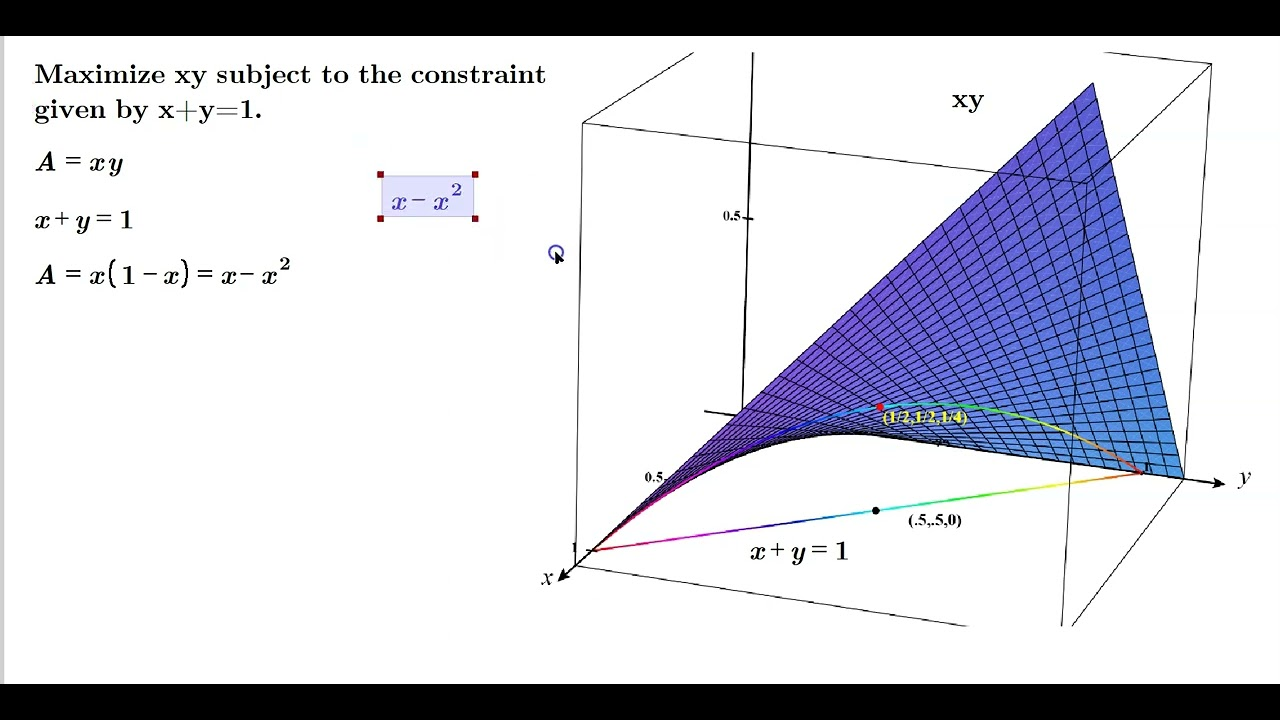 Maximize xy subject to the constraint
given by x+y=1.
A = xy
x + y = 1
A = x(1 − x) = x − x²
x − x²
xy
0.5
(1/2,1/2,1/4)
0.5
y
(.5,.5,0)
1
x + y = 1
x